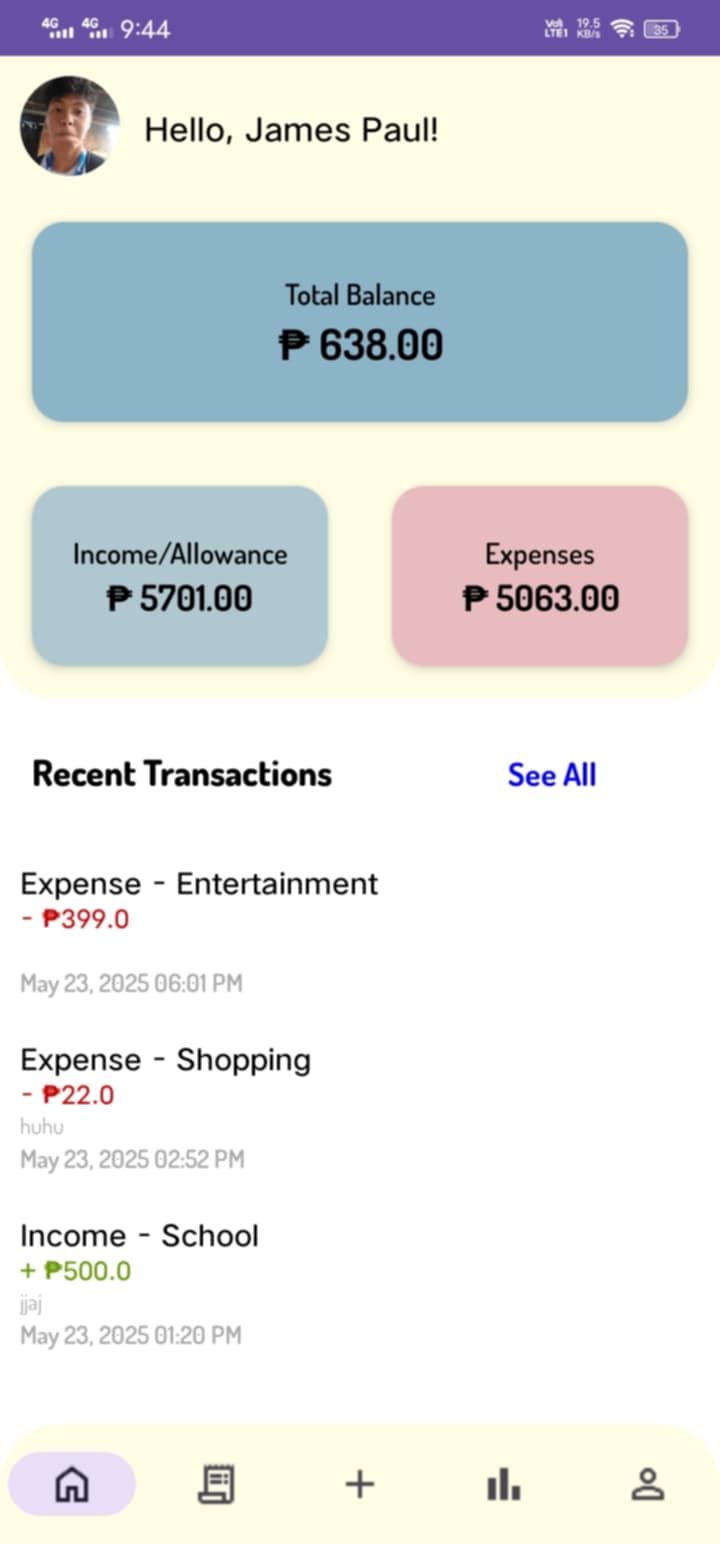 4G 4G 9:44 Vo) LTE1 19.5 KB/s 35
Hello, James Paul!
Total Balance
₱ 638.00
Income/Allowance
₱ 5701.00
Expenses
₱ 5063.00
Recent Transactions
See All
Expense - Entertainment
- ₱399.0
May 23, 2025 06:01 PM
Expense - Shopping
- ₱22.0
huhu
May 23, 2025 02:52 PM
Income - School
+ ₱500.0
jjaj
May 23, 2025 01:20 PM